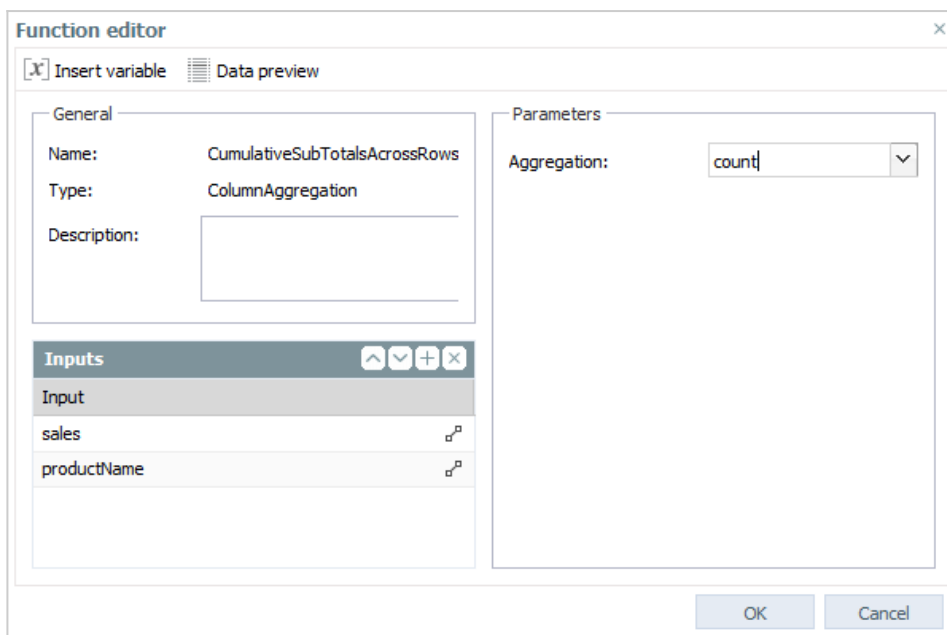 Function editor
[x] Insert variable Data preview
General
Name: CumulativeSubTotalsAcrossRows
Type: ColumnAggregation
Description:
Parameters
Aggregation: count
Inputs
Input
sales
productName
OK Cancel